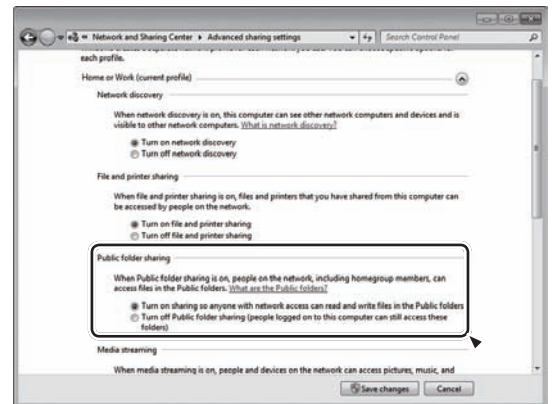 « Network and Sharing Center ▸ Advanced sharing settings
Search Control Panel
each profile.
Home or Work (current profile)
Network discovery
When network discovery is on, this computer can see other network computers and devices and is
visible to other network computers. What is network discovery?
Turn on network discovery
Turn off network discovery
File and printer sharing
When file and printer sharing is on, files and printers that you have shared from this computer can
be accessed by people on the network.
Turn on file and printer sharing
Turn off file and printer sharing
Public folder sharing
When Public folder sharing is on, people on the network, including homegroup members, can
access files in the Public folders. What are the Public folders?
Turn on sharing so anyone with network access can read and write files in the Public folders
Turn off Public folder sharing (people logged on to this computer can still access these
folders)
Media streaming
When media streaming is on, people and devices on the network can access pictures, music, and
Save changes Cancel